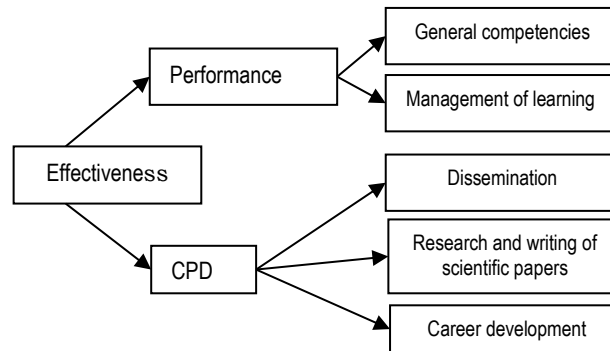 General competencies
Performance
Management of learning
Effectiveness
Dissemination
CPD
Research and writing of
scientific papers
Career development